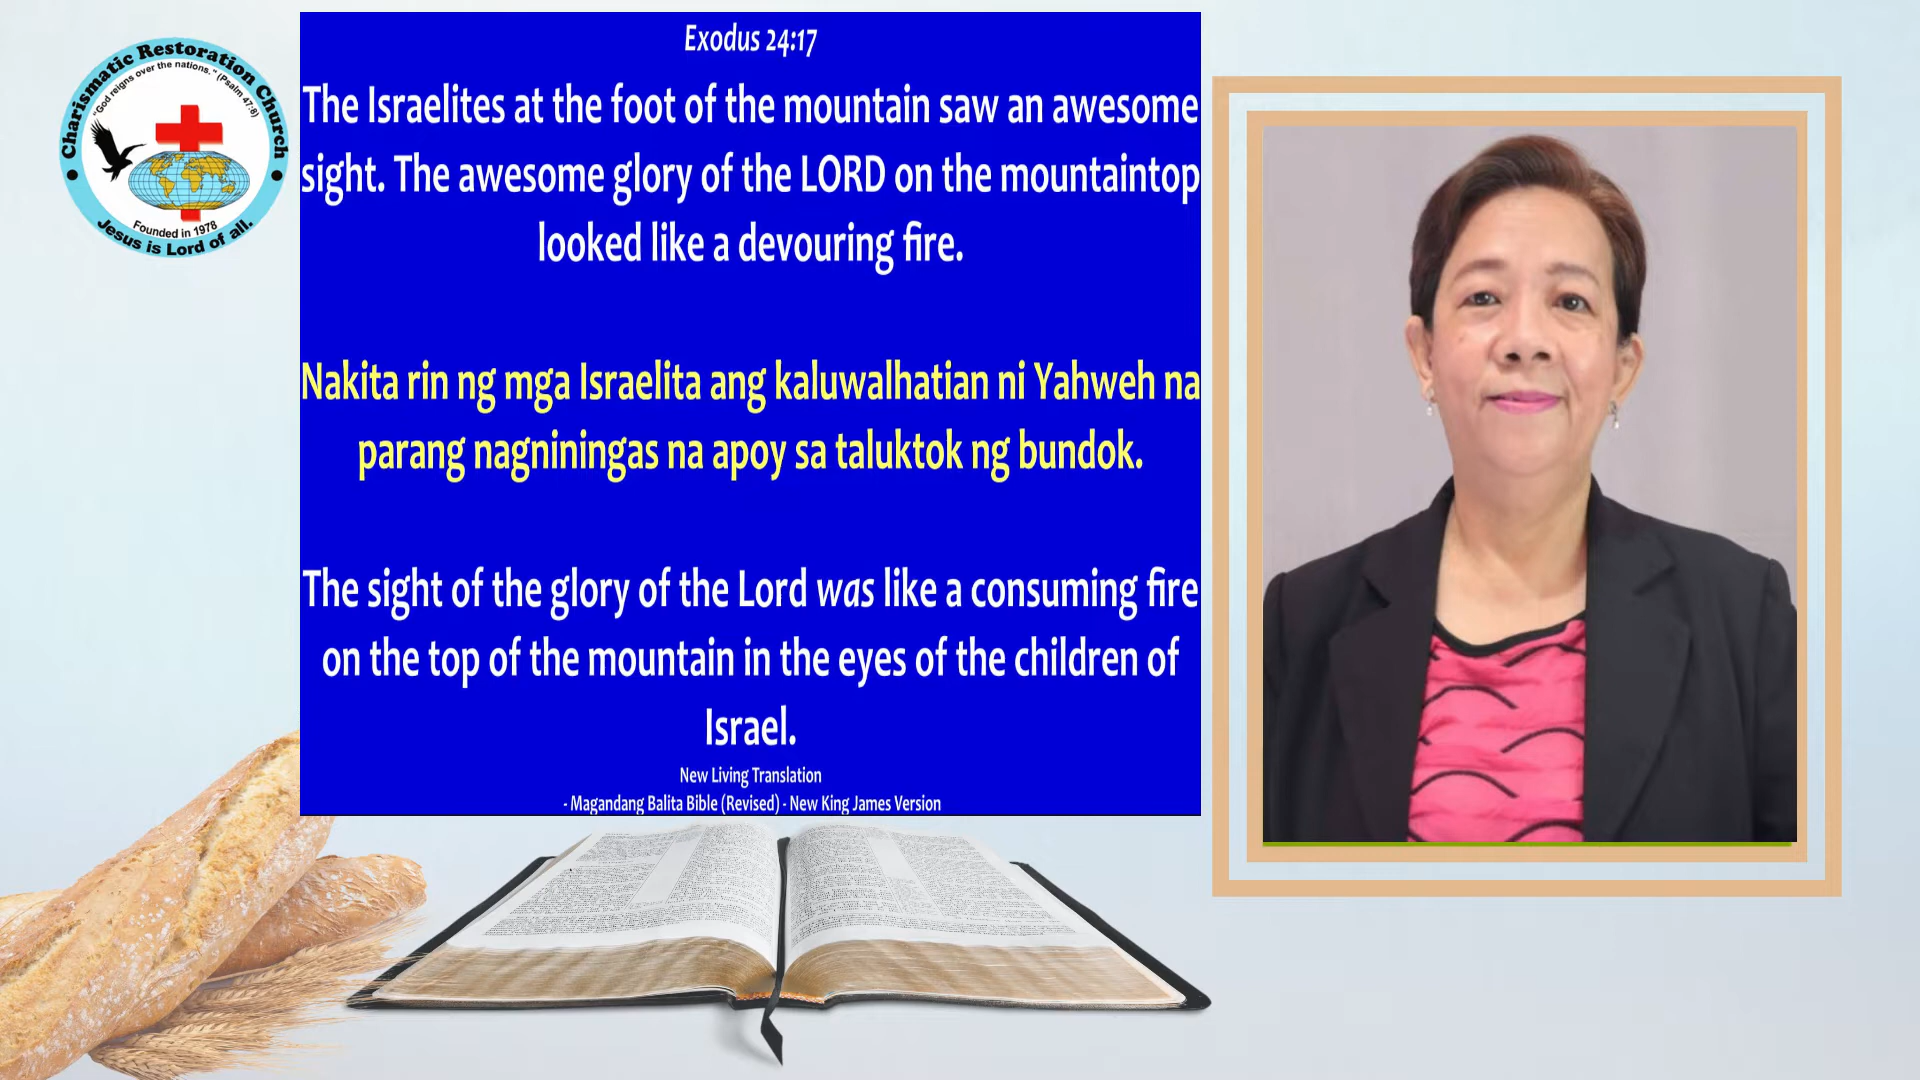 Charismatic Restoration Church
"God reigns over the nations." (Psalm 47:8)
Founded in 1978
Jesus is Lord of all.
Exodus 24:17
The Israelites at the foot of the mountain saw an awesome
sight. The awesome glory of the LORD on the mountaintop
looked like a devouring fire.
Nakita rin ng mga Israelita ang kaluwalhatian ni Yahweh na
parang nagniningas na apoy sa taluktok ng bundok.
The sight of the glory of the Lord was like a consuming fire
on the top of the mountain in the eyes of the children of
Israel.
New Living Translation
- Magandang Balita Bible (Revised) - New King James Version